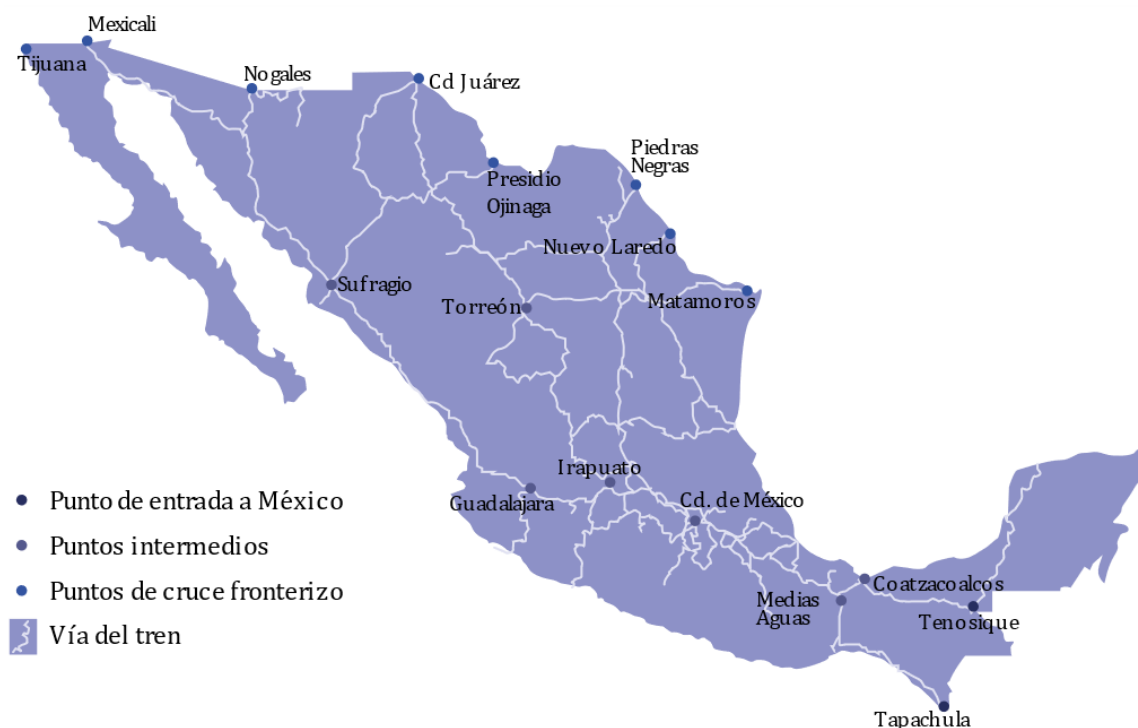 Mexicali
Tijuana
Nogales
Cd Juárez
Piedras
Negras
Presidio
Ojinaga
Nuevo Laredo
Sufragio
Torreón
Matamoros
Irapuato
Guadalajara
Cd. de México
Coatzacoalcos
Medias
Aguas
Tenosique
Tapachula
Punto de entrada a México
Puntos intermedios
Puntos de cruce fronterizo
Vía del tren